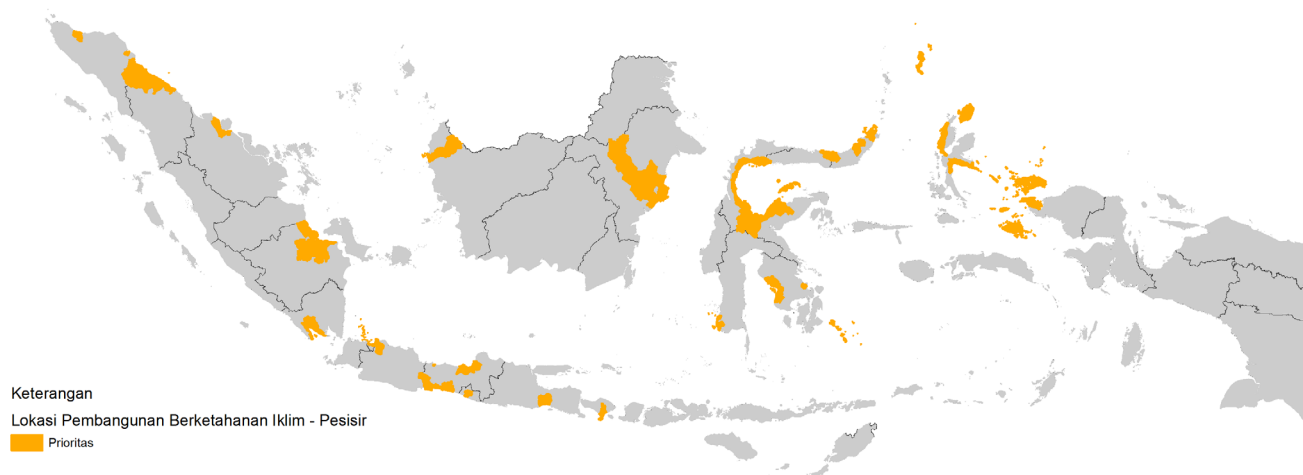 Keterangan
Lokasi Pembangunan Berketahanan Iklim - Pesisir
Prioritas